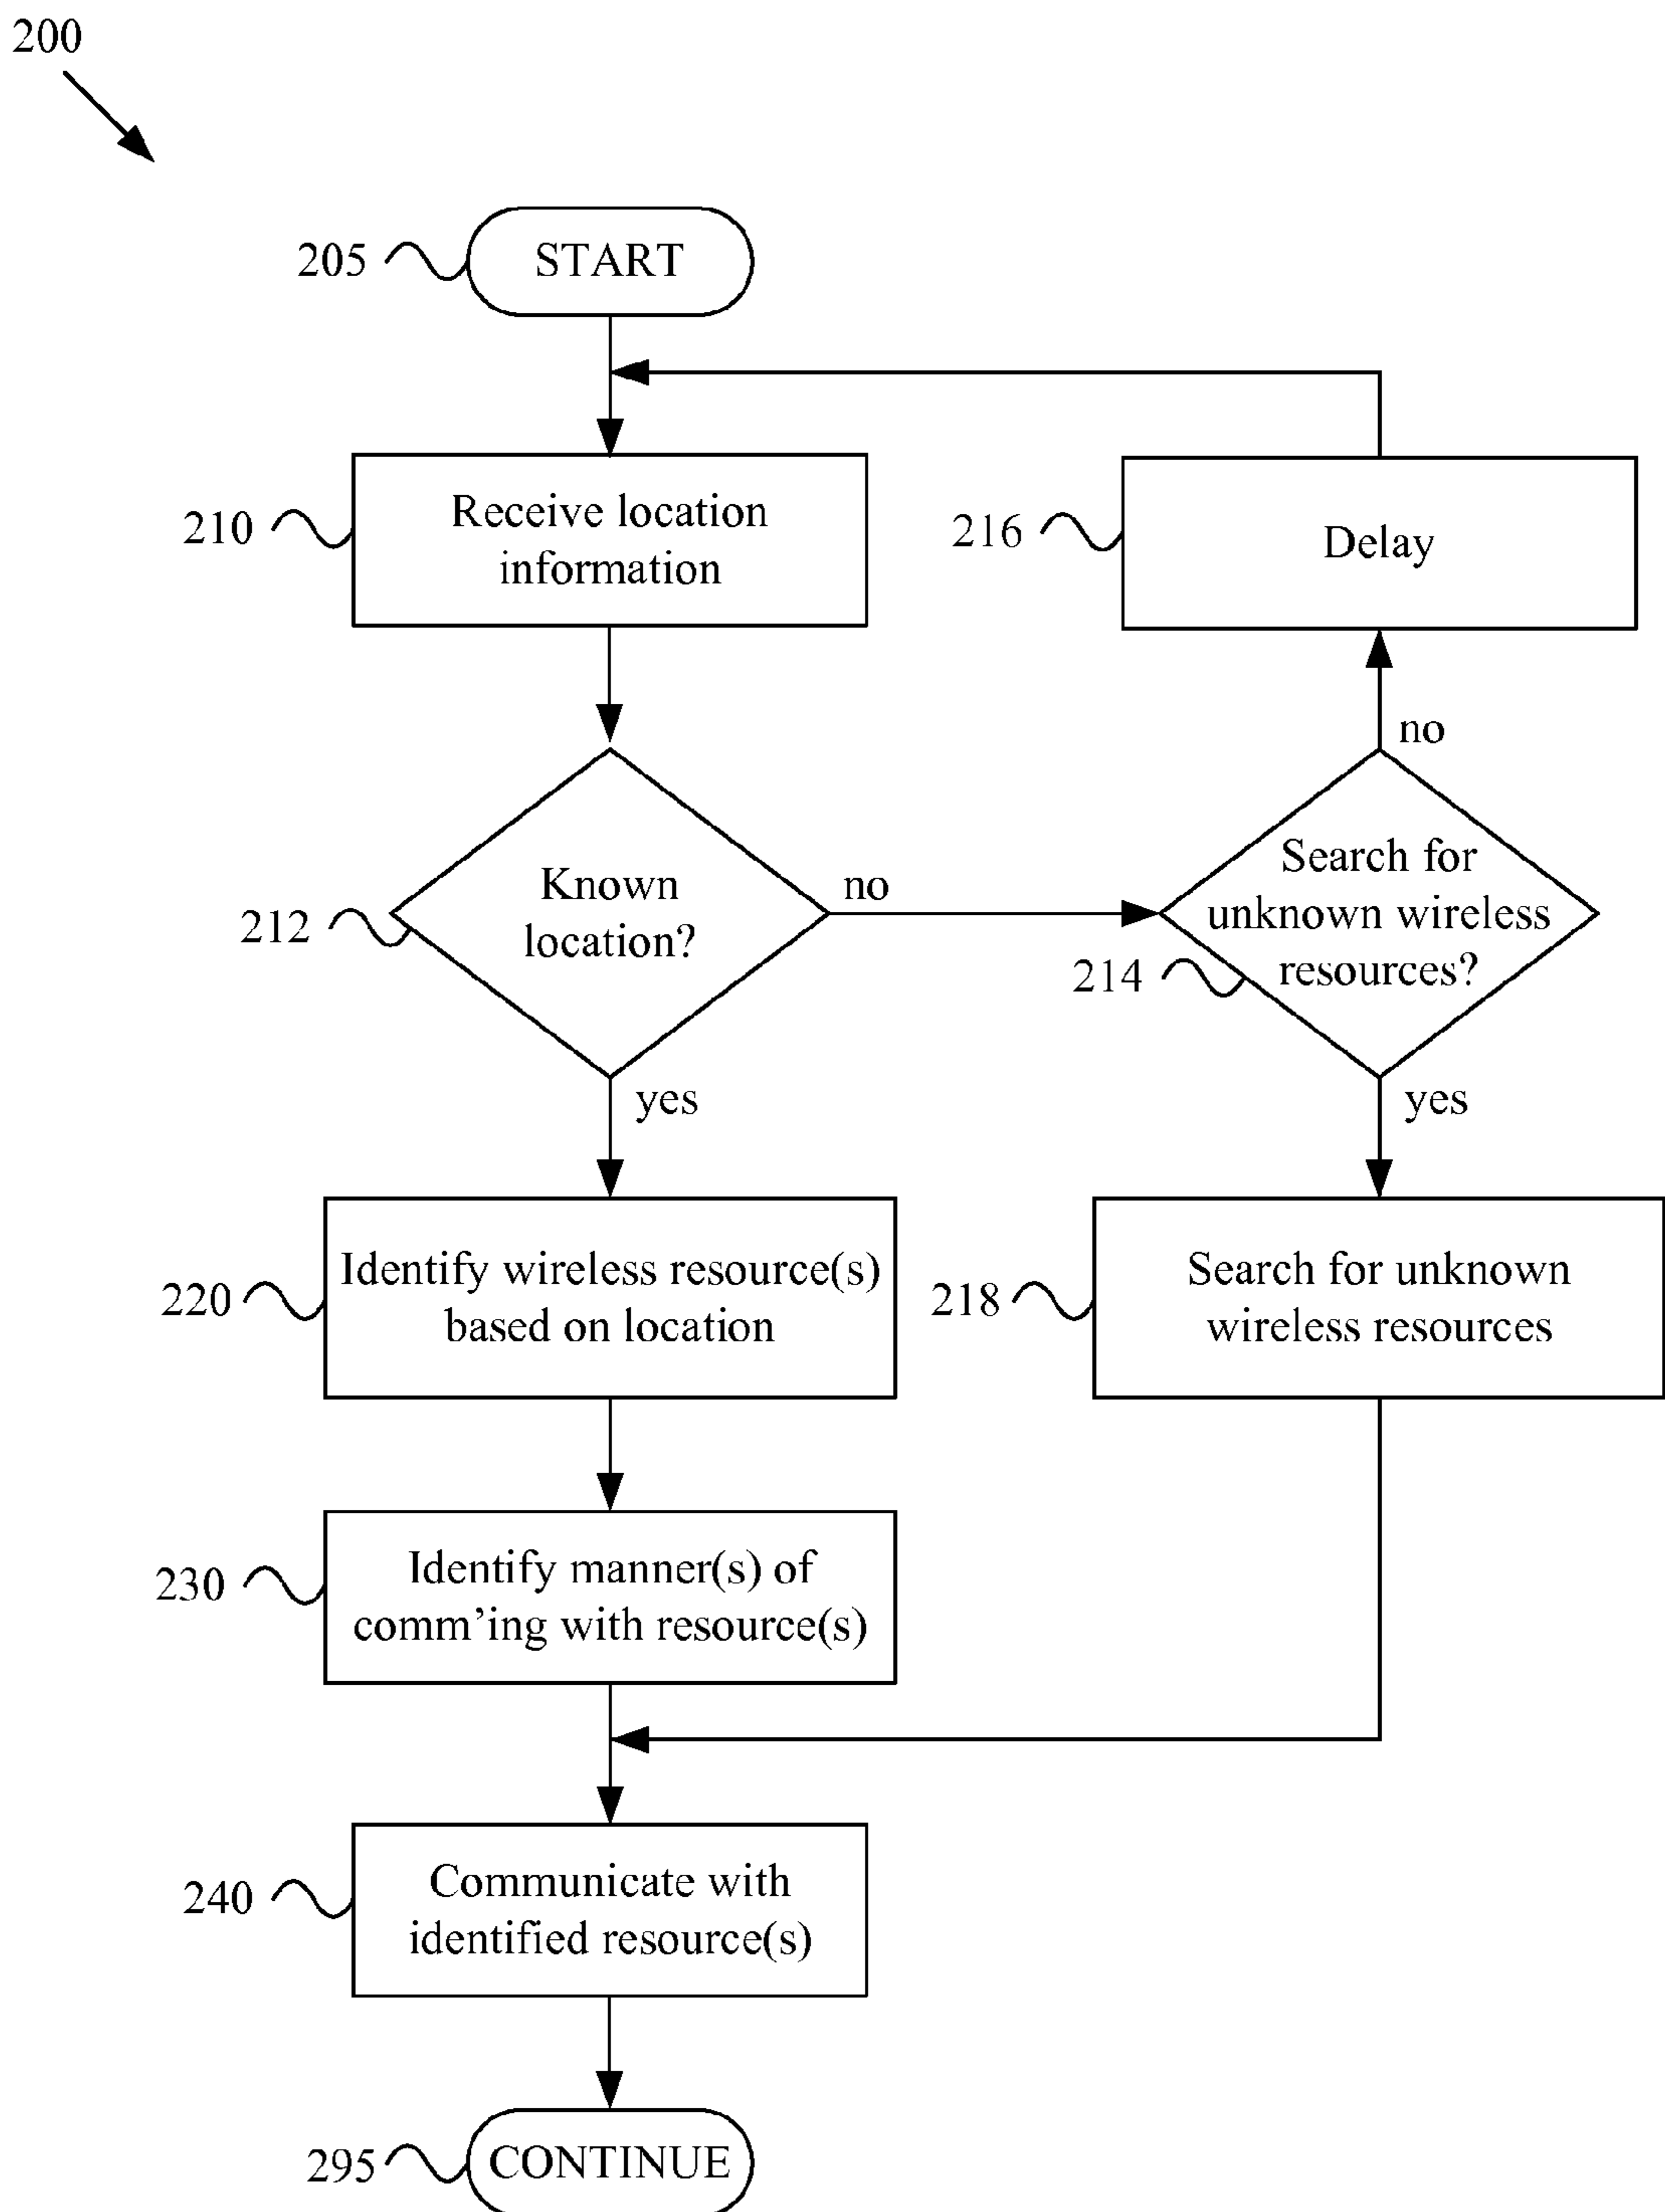 200
205
START
210
Receive location
information
216
Delay
no
212
Known
location?
no
214
Search for
unknown wireless
resources?
yes
yes
220
Identify wireless resource(s)
based on location
218
Search for unknown
wireless resources
230
Identify manner(s) of
comm’ing with resource(s)
240
Communicate with
identified resource(s)
295
CONTINUE